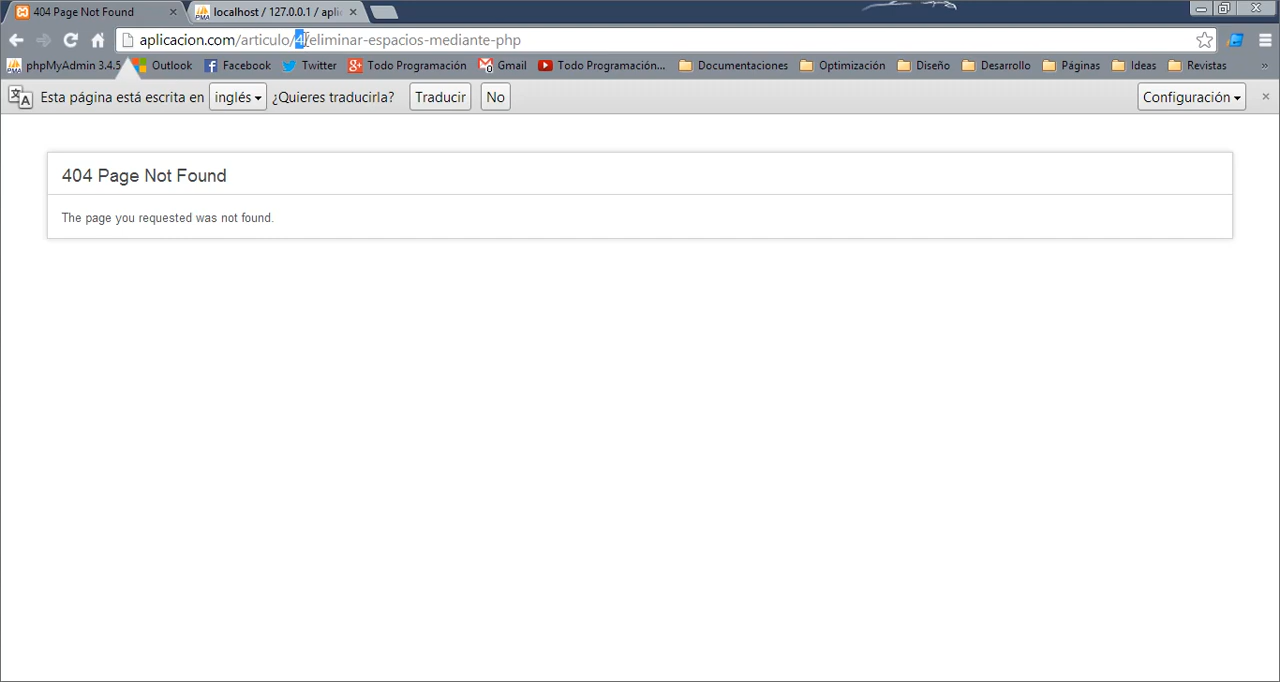 404 Page Not Found
localhost / 127.0.0.1 / aplic
aplicacion.com/articulo/4/eliminar-espacios-mediante-php
phpMyAdmin 3.4.5 Outlook Facebook Twitter Todo Programación Gmail Todo Programación... Documentaciones Optimización Diseño Desarrollo Páginas Ideas Revistas »
Esta página está escrita en inglés ¿Quieres traducirla? Traducir No Configuración
404 Page Not Found
The page you requested was not found.